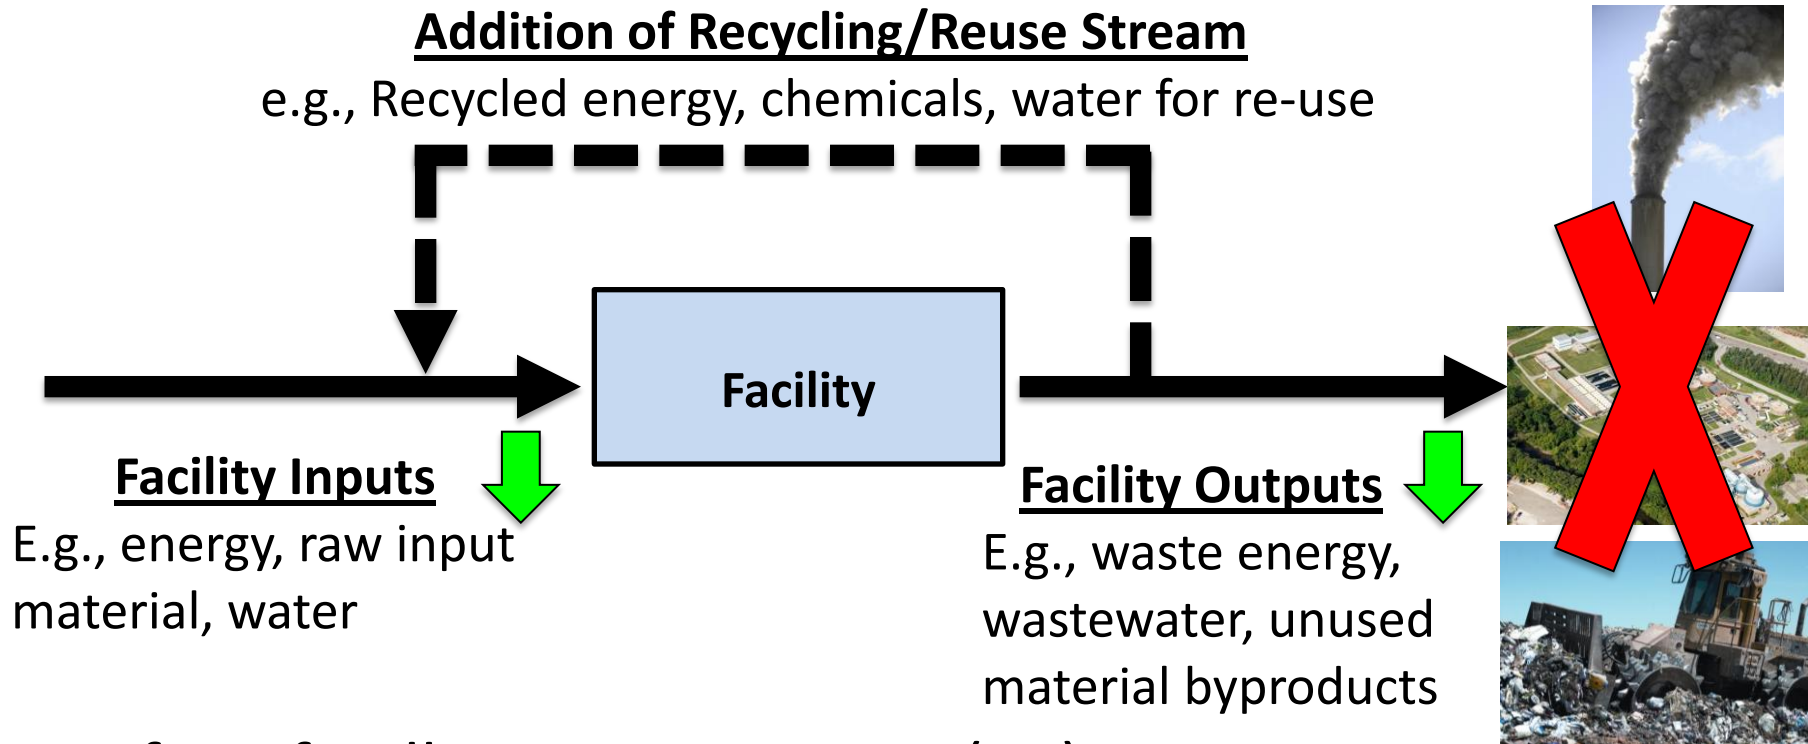 Addition of Recycling/Reuse Stream
e.g., Recycled energy, chemicals, water for re-use
Facility
Facility Inputs
E.g., energy, raw input
material, water
Facility Outputs
E.g., waste energy,
wastewater, unused
material byproducts